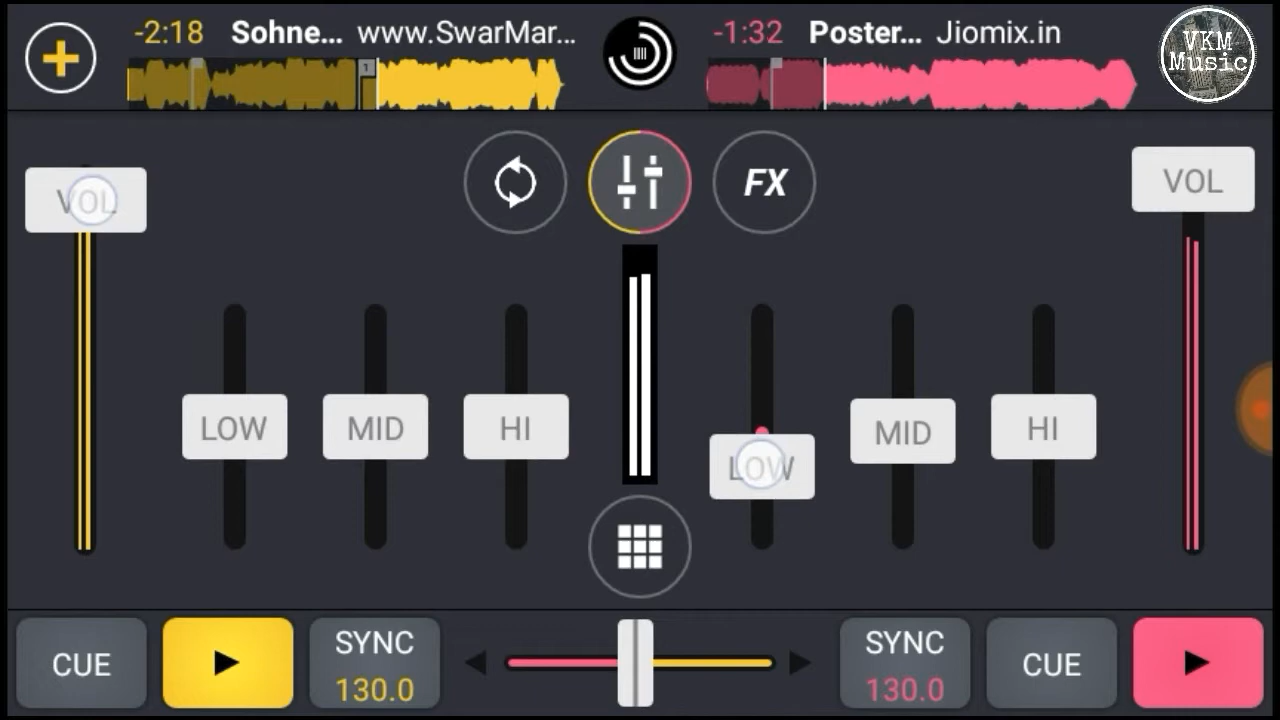 -2:18 Sohne... www.SwarMar...
-1:32 Poster... Jiomix.in
VKM
Music
1
VOL
FX
VOL
LOW
MID
HI
LOW
MID
HI
CUE
SYNC
130.0
SYNC
130.0
CUE